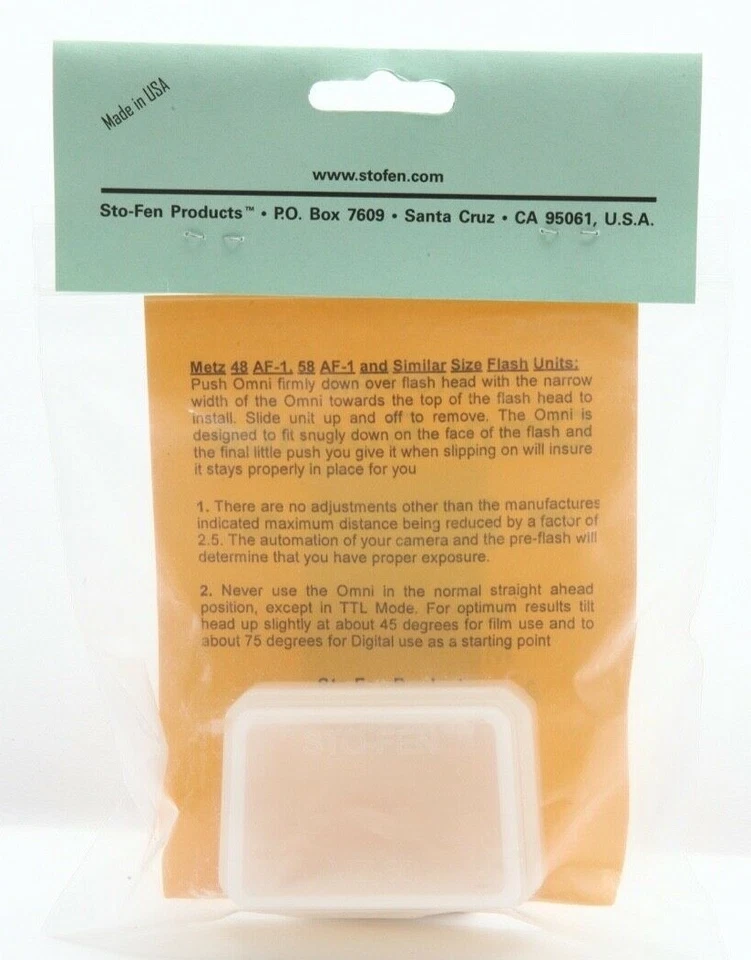 Made in USA
www.stofen.com
Sto-Fen Products™ • P.O. Box 7609 • Santa Cruz • CA 95061, U.S.A.
Metz 48 AF-1, 58 AF-1 and Similar Size Flash Units:
Push Omni firmly down over flash head with the narrow
width of the Omni towards the top of the flash head to
install. Slide unit up and off to remove. The Omni is
designed to fit snugly down on the face of the flash and
the final little push you give it when slipping on will insure
it stays properly in place for you
1. There are no adjustments other than the manufactures
indicated maximum distance being reduced by a factor of
2.5. The automation of your camera and the pre-flash will
determine that you have proper exposure.
2. Never use the Omni in the normal straight ahead
position, except in TTL Mode. For optimum results tilt
head up slightly at about 45 degrees for film use and to
about 75 degrees for Digital use as a starting point
Sto-Fen